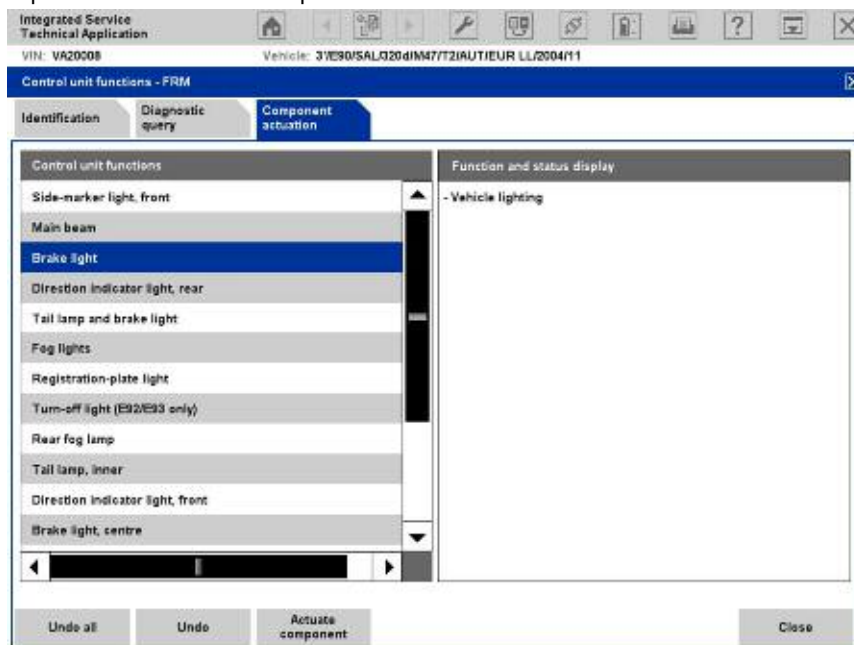 Integrated Service
Technical Application
VIN: VA20008
Vehicle: 3'/E90/SAL/320d/M47/T2/AUT/EUR LL/2004/11
Control unit functions - FRM
Identification
Diagnostic
query
Component
actuation
Control unit functions
Function and status display
Side-marker light, front
- Vehicle lighting
Main beam
Brake light
Direction indicator light, rear
Tail lamp and brake light
Fog lights
Registration-plate light
Turn-off light (E92/E93 only)
Rear fog lamp
Tail lamp, inner
Direction indicator light, front
Brake light, centre
Undo all
Undo
Actuate
component
Close